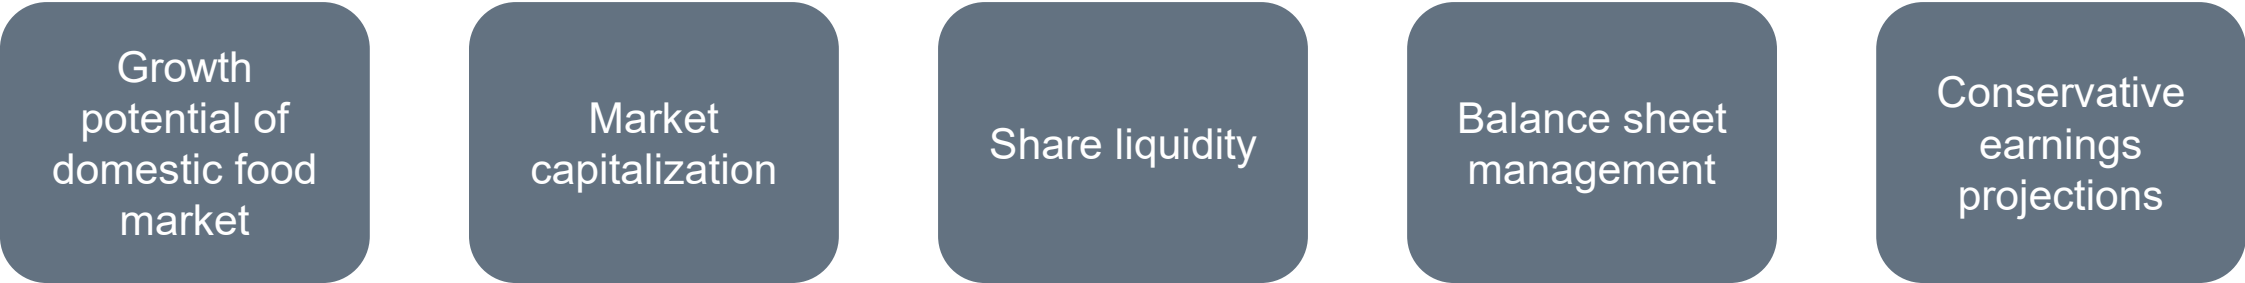 Growth
potential of
domestic food
market
Market
capitalization
Share liquidity
Balance sheet
management
Conservative
earnings
projections